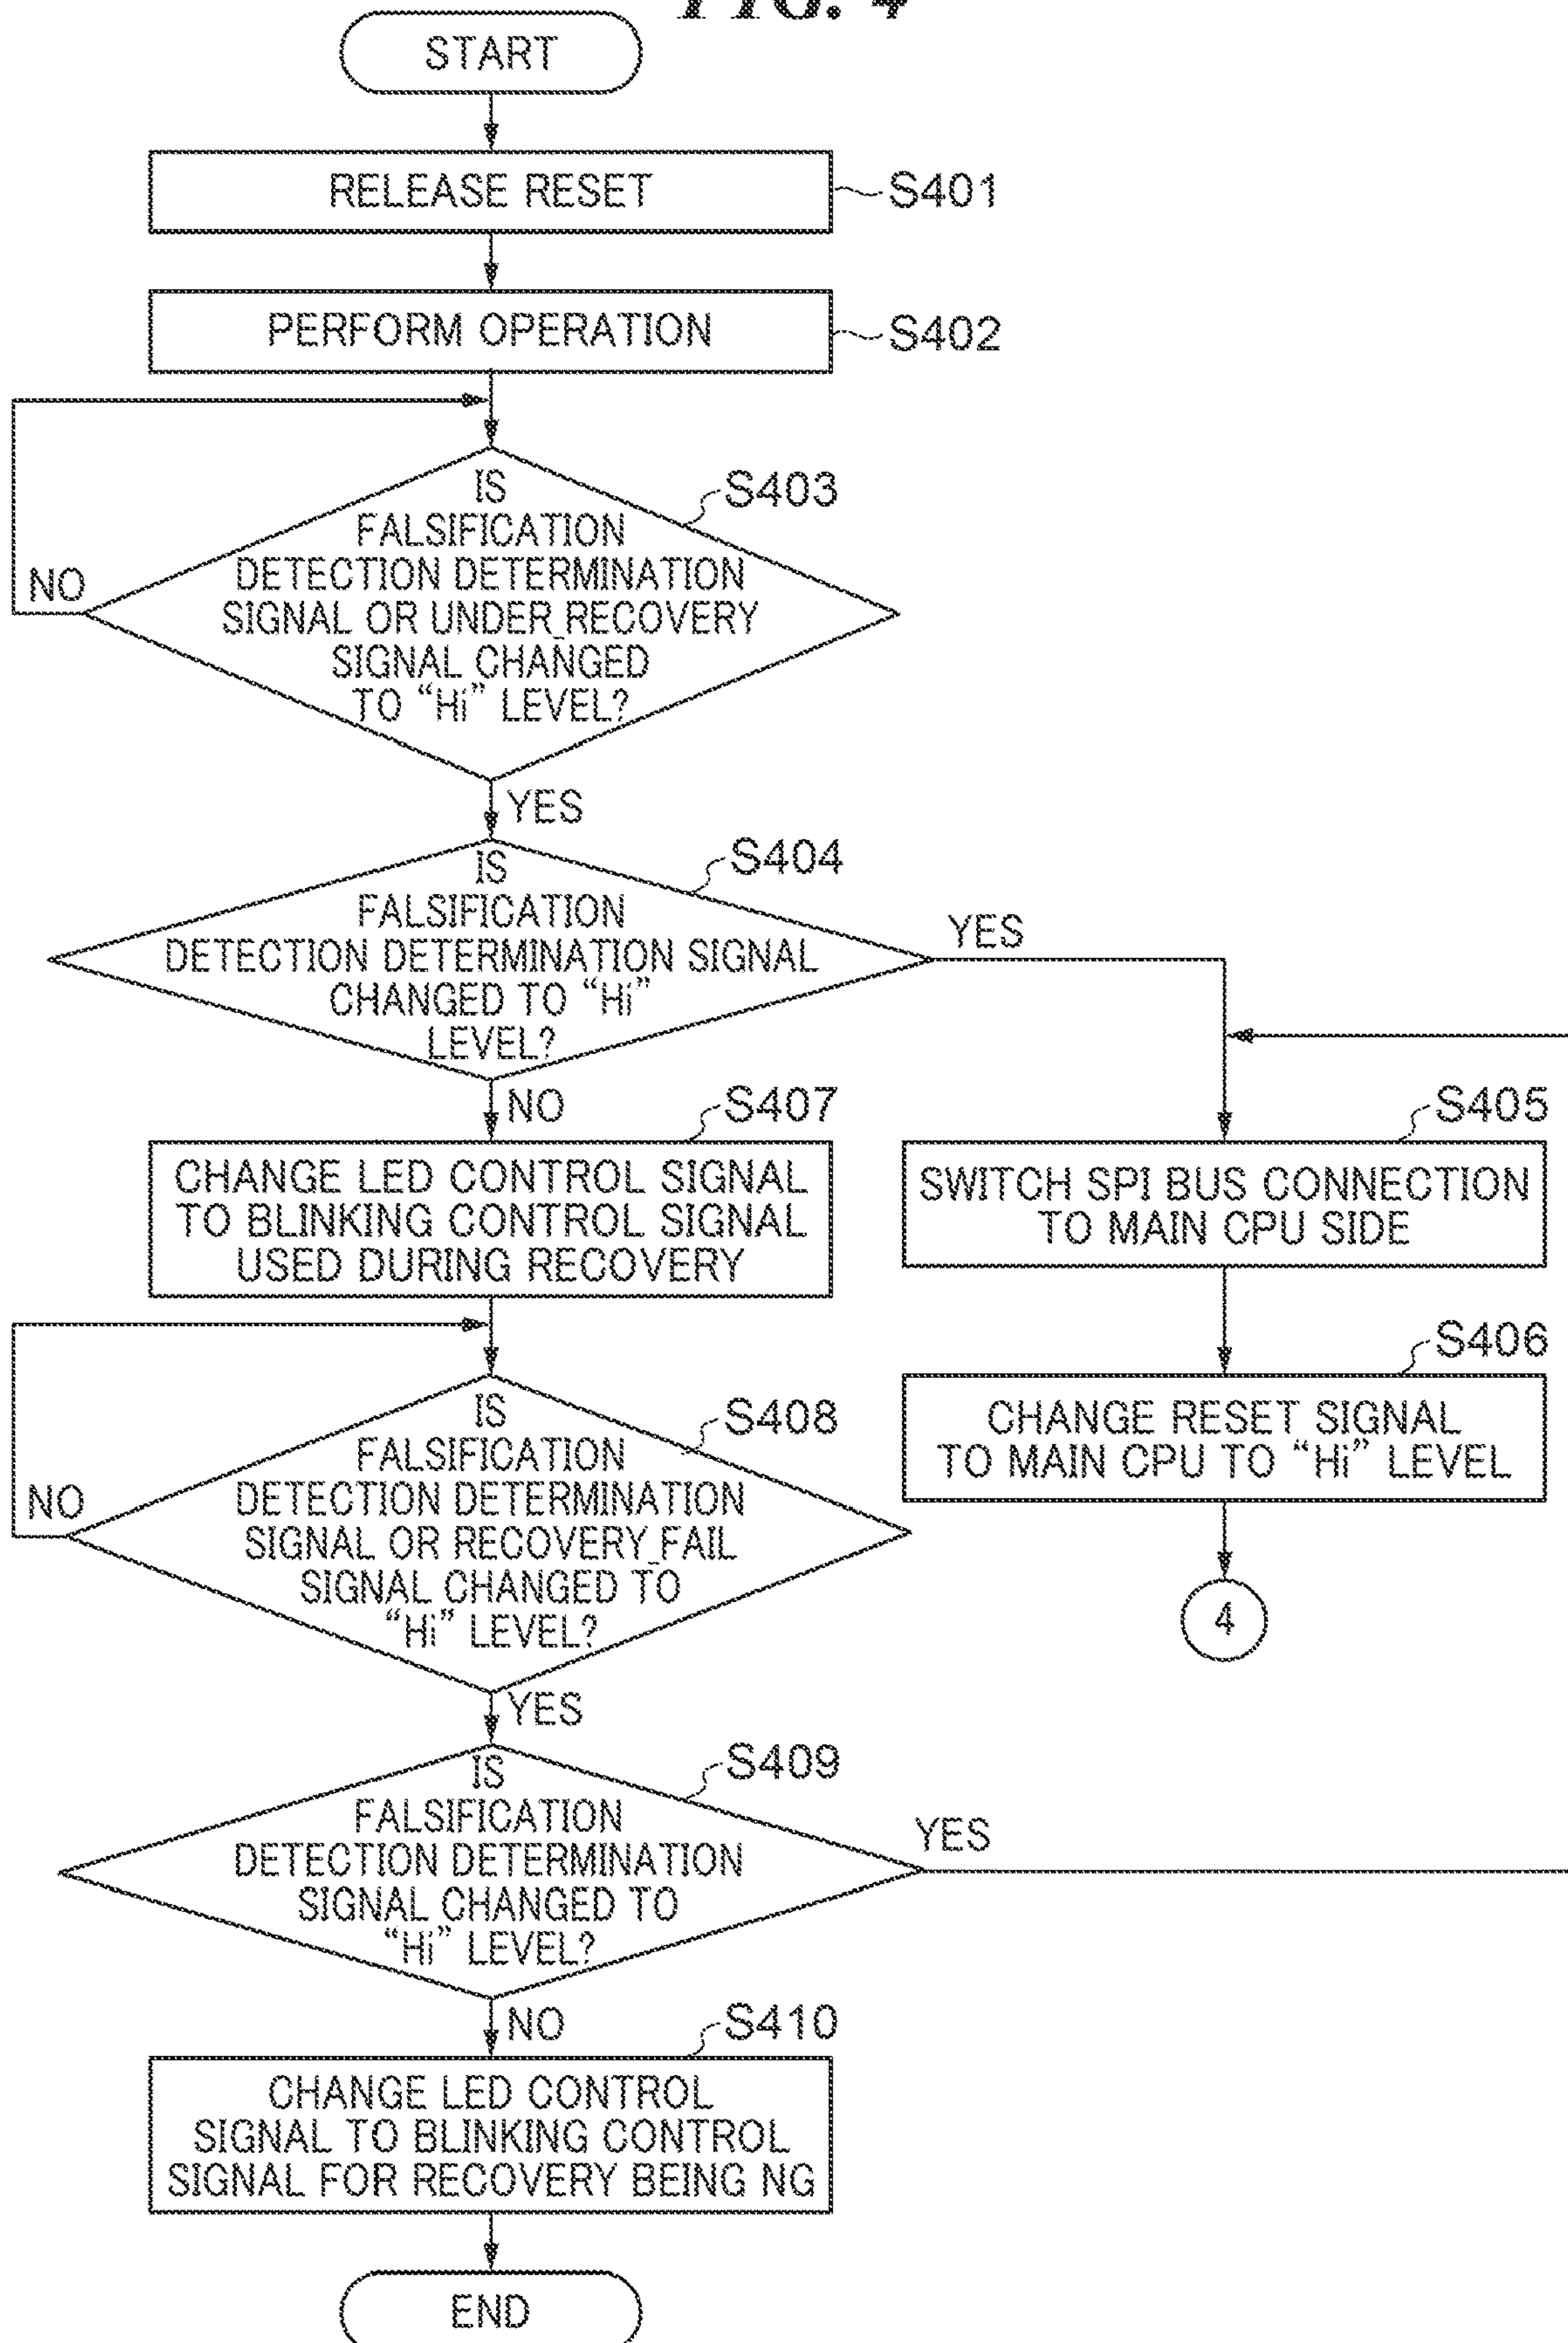 FIG. 4
START
RELEASE RESET
S401
PERFORM OPERATION
S402
S403
IS
FALSIFICATION
DETECTION DETERMINATION
SIGNAL OR UNDER_RECOVERY
SIGNAL CHANGED
TO “Hi” LEVEL?
NO
YES
S404
IS
FALSIFICATION
DETECTION DETERMINATION SIGNAL
CHANGED TO “Hi”
LEVEL?
YES
NO
S407
CHANGE LED CONTROL SIGNAL
TO BLINKING CONTROL SIGNAL
USED DURING RECOVERY
S405
SWITCH SPI BUS CONNECTION
TO MAIN CPU SIDE
S406
CHANGE RESET SIGNAL
TO MAIN CPU TO “Hi” LEVEL
4
S408
IS
FALSIFICATION
DETECTION DETERMINATION
SIGNAL OR RECOVERY_FAIL
SIGNAL CHANGED TO
“Hi” LEVEL?
NO
YES
S409
IS
FALSIFICATION
DETECTION DETERMINATION
SIGNAL CHANGED TO
“Hi” LEVEL?
YES
NO
S410
CHANGE LED CONTROL
SIGNAL TO BLINKING CONTROL
SIGNAL FOR RECOVERY BEING NG
END